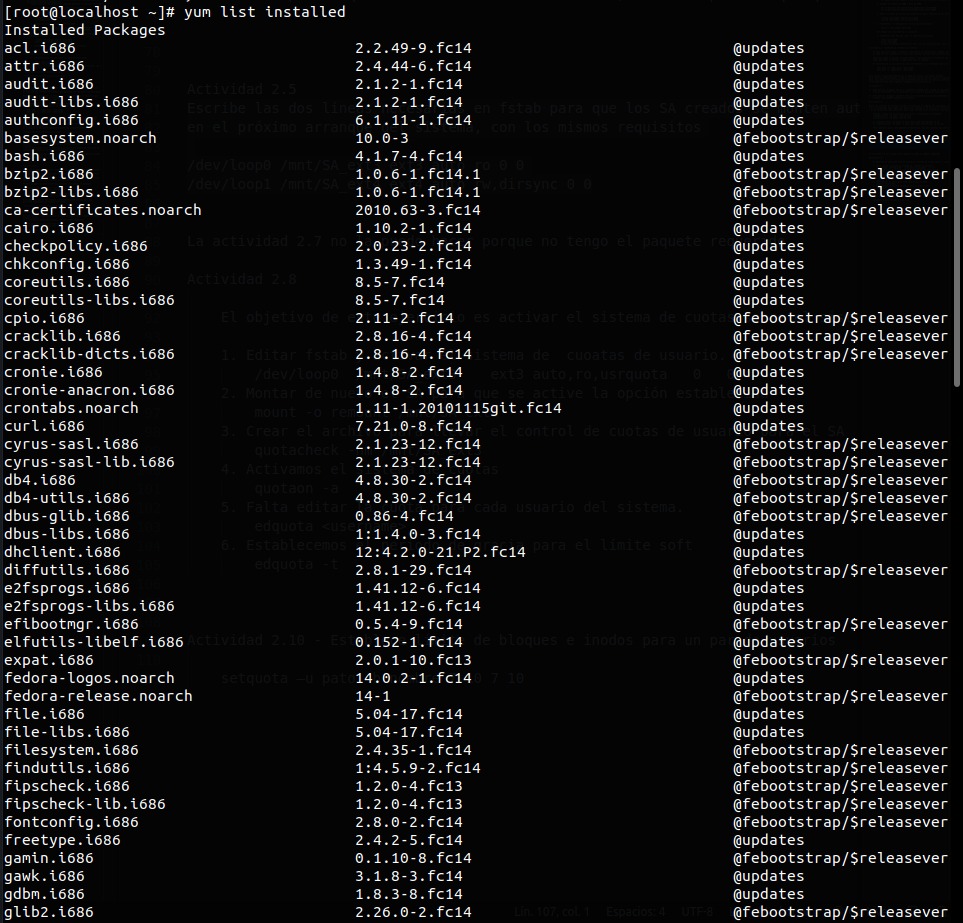 [root@localhost ~]# yum list installed
Installed Packages
acl.i686 2.2.49-9.fc14 @updates
attr.i686 2.4.44-6.fc14 @updates
audit.i686 2.1.2-1.fc14 @updates
audit-libs.i686 2.1.2-1.fc14 @updates
authconfig.i686 6.1.11-1.fc14 @updates
basesystem.noarch 10.0-3 @febootstrap/$releasever
bash.i686 4.1.7-4.fc14 @updates
bzip2.i686 1.0.6-1.fc14.1 @febootstrap/$releasever
bzip2-libs.i686 1.0.6-1.fc14.1 @febootstrap/$releasever
ca-certificates.noarch 2010.63-3.fc14 @febootstrap/$releasever
cairo.i686 1.10.2-1.fc14 @updates
checkpolicy.i686 2.0.23-2.fc14 @updates
chkconfig.i686 1.3.49-1.fc14 @updates
coreutils.i686 8.5-7.fc14 @updates
coreutils-libs.i686 8.5-7.fc14 @updates
cpio.i686 2.11-2.fc14 @febootstrap/$releasever
cracklib.i686 2.8.16-4.fc14 @febootstrap/$releasever
cracklib-dicts.i686 2.8.16-4.fc14 @febootstrap/$releasever
cronie.i686 1.4.8-2.fc14 @updates
cronie-anacron.i686 1.4.8-2.fc14 @updates
crontabs.noarch 1.11-1.20101115git.fc14 @updates
curl.i686 7.21.0-8.fc14 @updates
cyrus-sasl.i686 2.1.23-12.fc14 @febootstrap/$releasever
cyrus-sasl-lib.i686 2.1.23-12.fc14 @febootstrap/$releasever
db4.i686 4.8.30-2.fc14 @febootstrap/$releasever
db4-utils.i686 4.8.30-2.fc14 @febootstrap/$releasever
dbus-glib.i686 0.86-4.fc14 @febootstrap/$releasever
dbus-libs.i686 1:1.4.0-3.fc14 @updates
dhclient.i686 12:4.2.0-21.P2.fc14 @updates
diffutils.i686 2.8.1-29.fc14 @febootstrap/$releasever
e2fsprogs.i686 1.41.12-6.fc14 @updates
e2fsprogs-libs.i686 1.41.12-6.fc14 @updates
efibootmgr.i686 0.5.4-9.fc14 @febootstrap/$releasever
elfutils-libelf.i686 0.152-1.fc14 @updates
expat.i686 2.0.1-10.fc13 @febootstrap/$releasever
fedora-logos.noarch 14.0.2-1.fc14 @updates
fedora-release.noarch 14-1 @febootstrap/$releasever
file.i686 5.04-17.fc14 @updates
file-libs.i686 5.04-17.fc14 @updates
filesystem.i686 2.4.35-1.fc14 @febootstrap/$releasever
findutils.i686 1:4.5.9-2.fc14 @febootstrap/$releasever
fipscheck.i686 1.2.0-4.fc13 @febootstrap/$releasever
fipscheck-lib.i686 1.2.0-4.fc13 @febootstrap/$releasever
fontconfig.i686 2.8.0-2.fc14 @febootstrap/$releasever
freetype.i686 2.4.2-5.fc14 @updates
gamin.i686 0.1.10-8.fc14 @febootstrap/$releasever
gawk.i686 3.1.8-3.fc14 @updates
gdbm.i686 1.8.3-8.fc14 @updates
glib2.i686 2.26.0-2.fc14 @febootstrap/$releasever